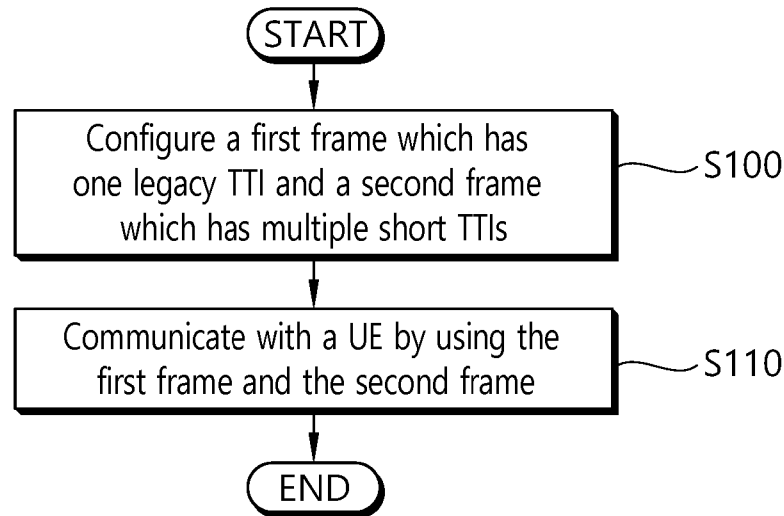 START
Configure a first frame which has
one legacy TTI and a second frame
which has multiple short TTIs
S100
Communicate with a UE by using the
first frame and the second frame
S110
END